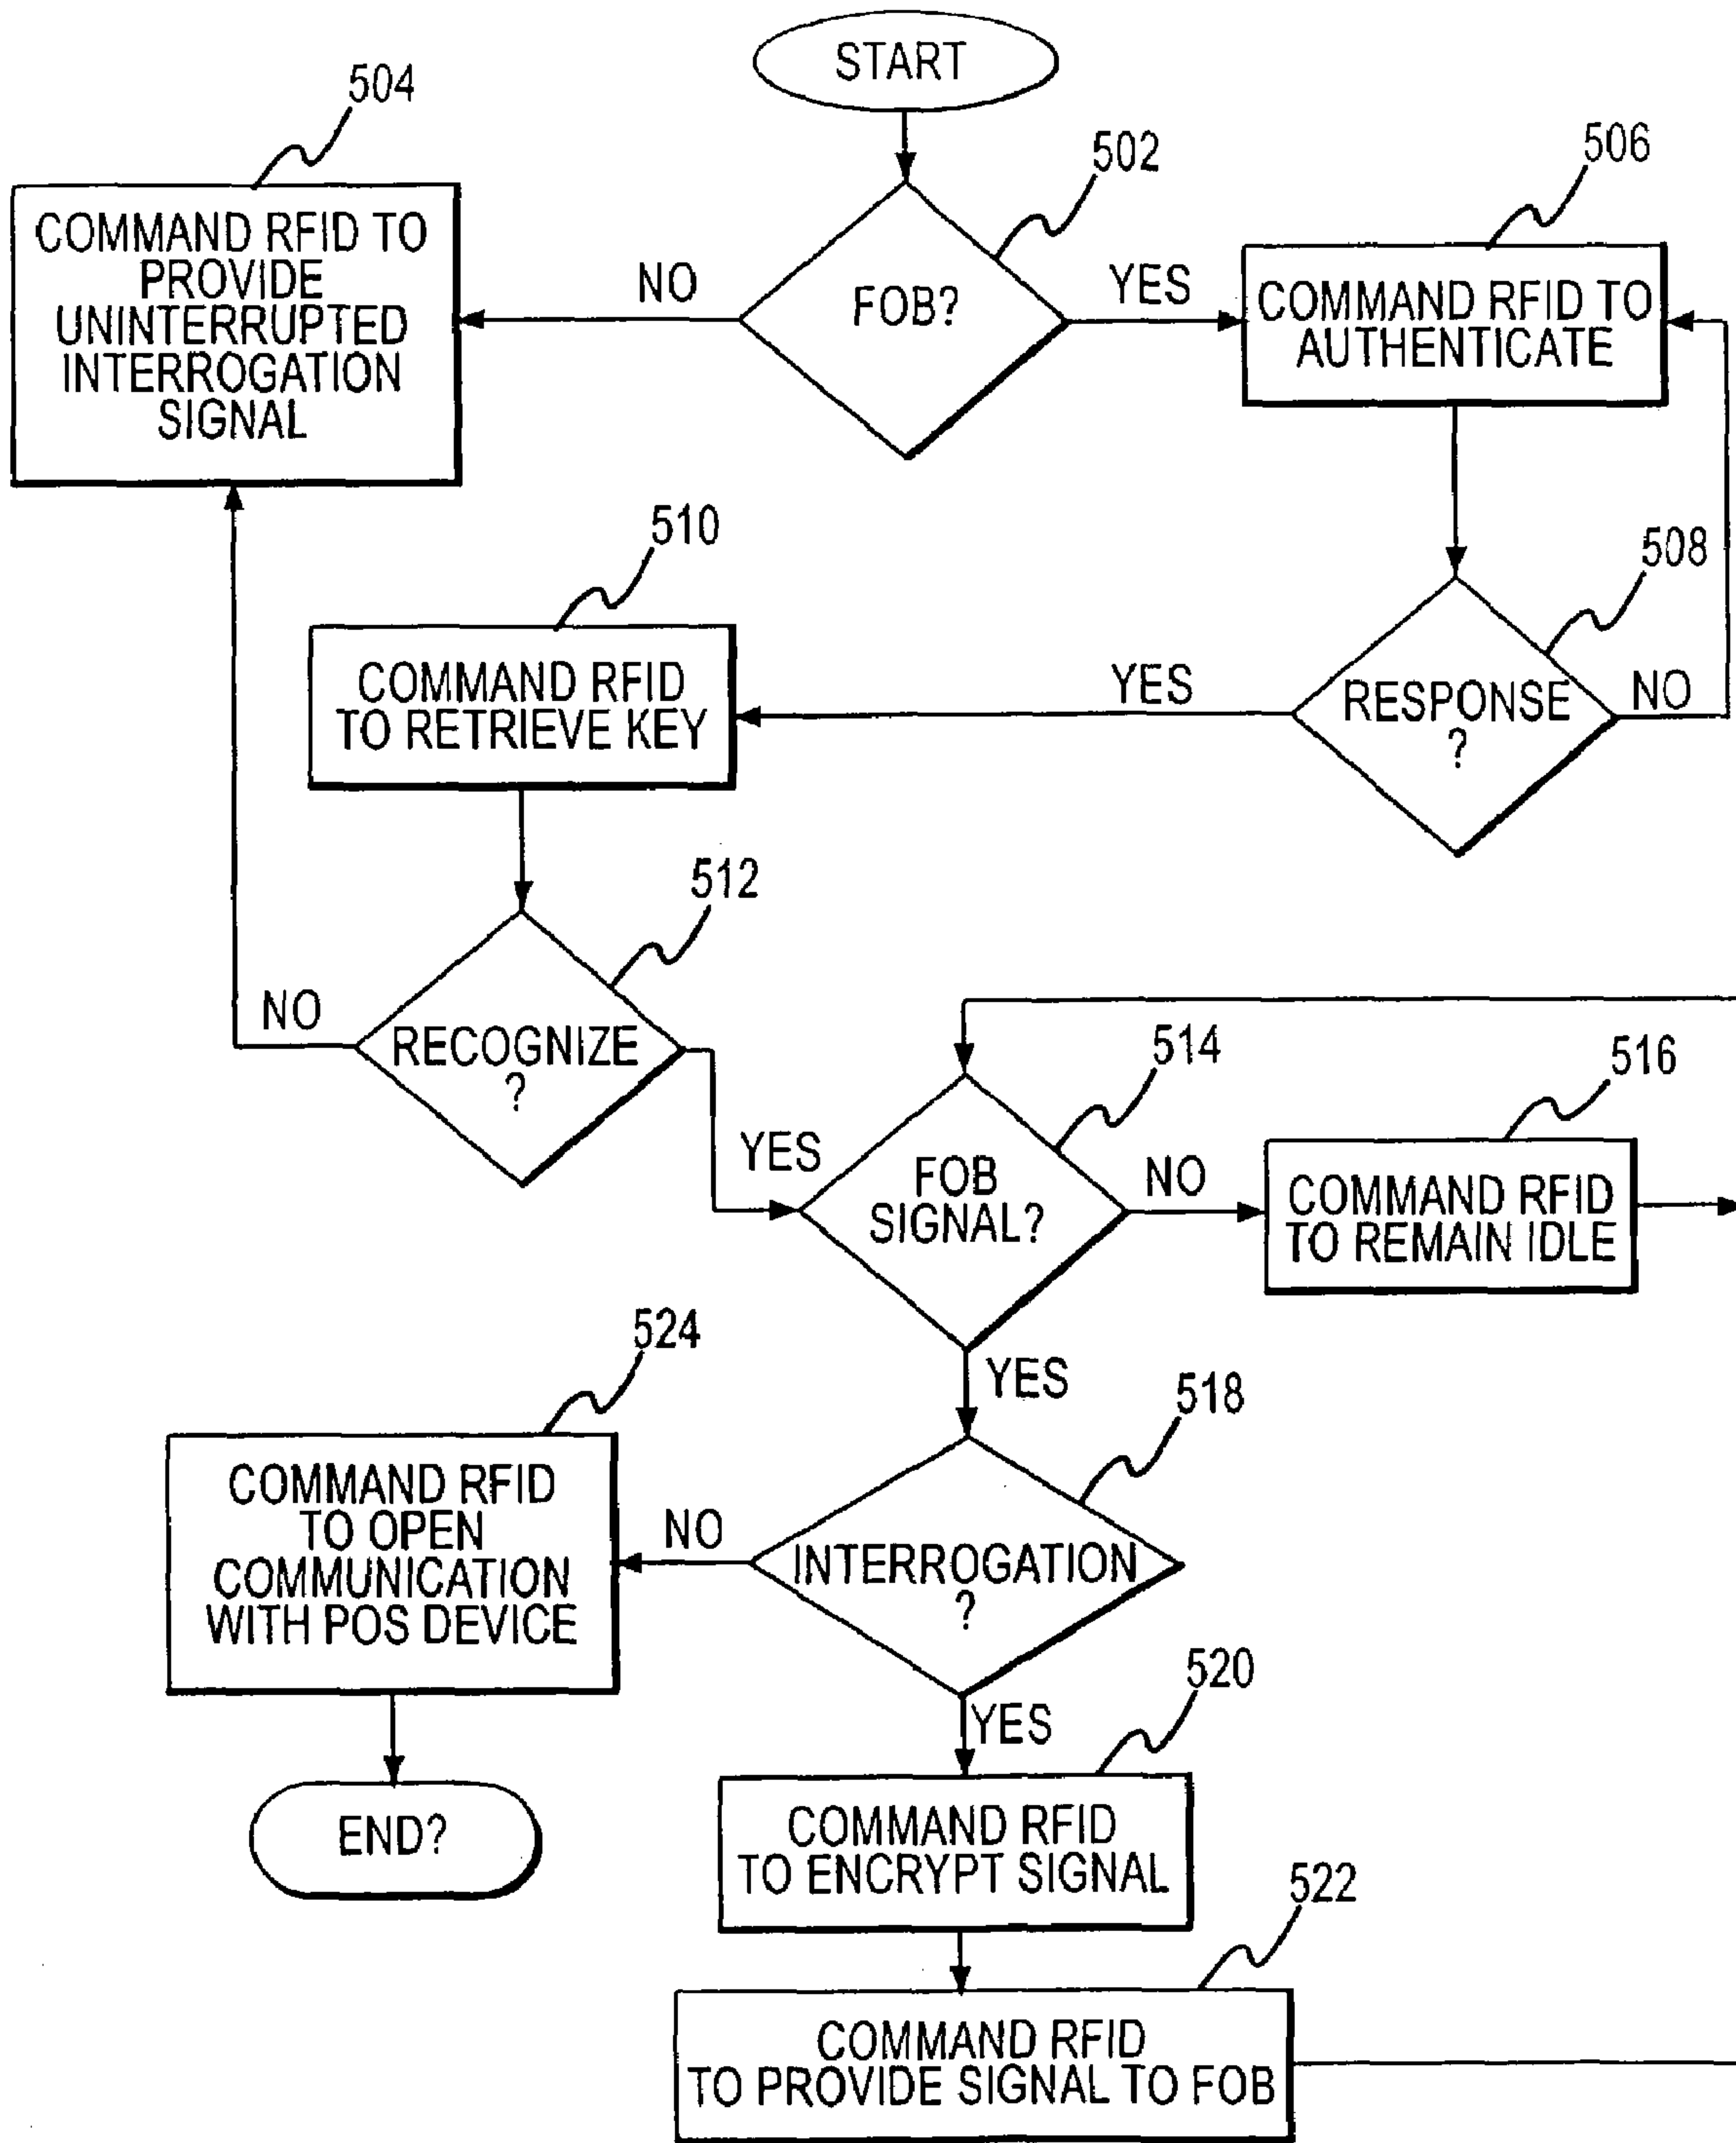 START
504
502
506
COMMAND RFID TO
PROVIDE
UNINTERRUPTED
INTERROGATION
SIGNAL
NO
FOB?
YES
COMMAND RFID TO
AUTHENTICATE
510
508
COMMAND RFID
TO RETRIEVE KEY
YES
RESPONSE
?
NO
512
NO
RECOGNIZE
?
YES
514
516
FOB
SIGNAL?
NO
COMMAND RFID
TO REMAIN IDLE
YES
524
518
COMMAND RFID
TO OPEN
COMMUNICATION
WITH POS DEVICE
NO
INTERROGATION
?
YES
520
END?
COMMAND RFID
TO ENCRYPT SIGNAL
522
COMMAND RFID
TO PROVIDE SIGNAL TO FOB